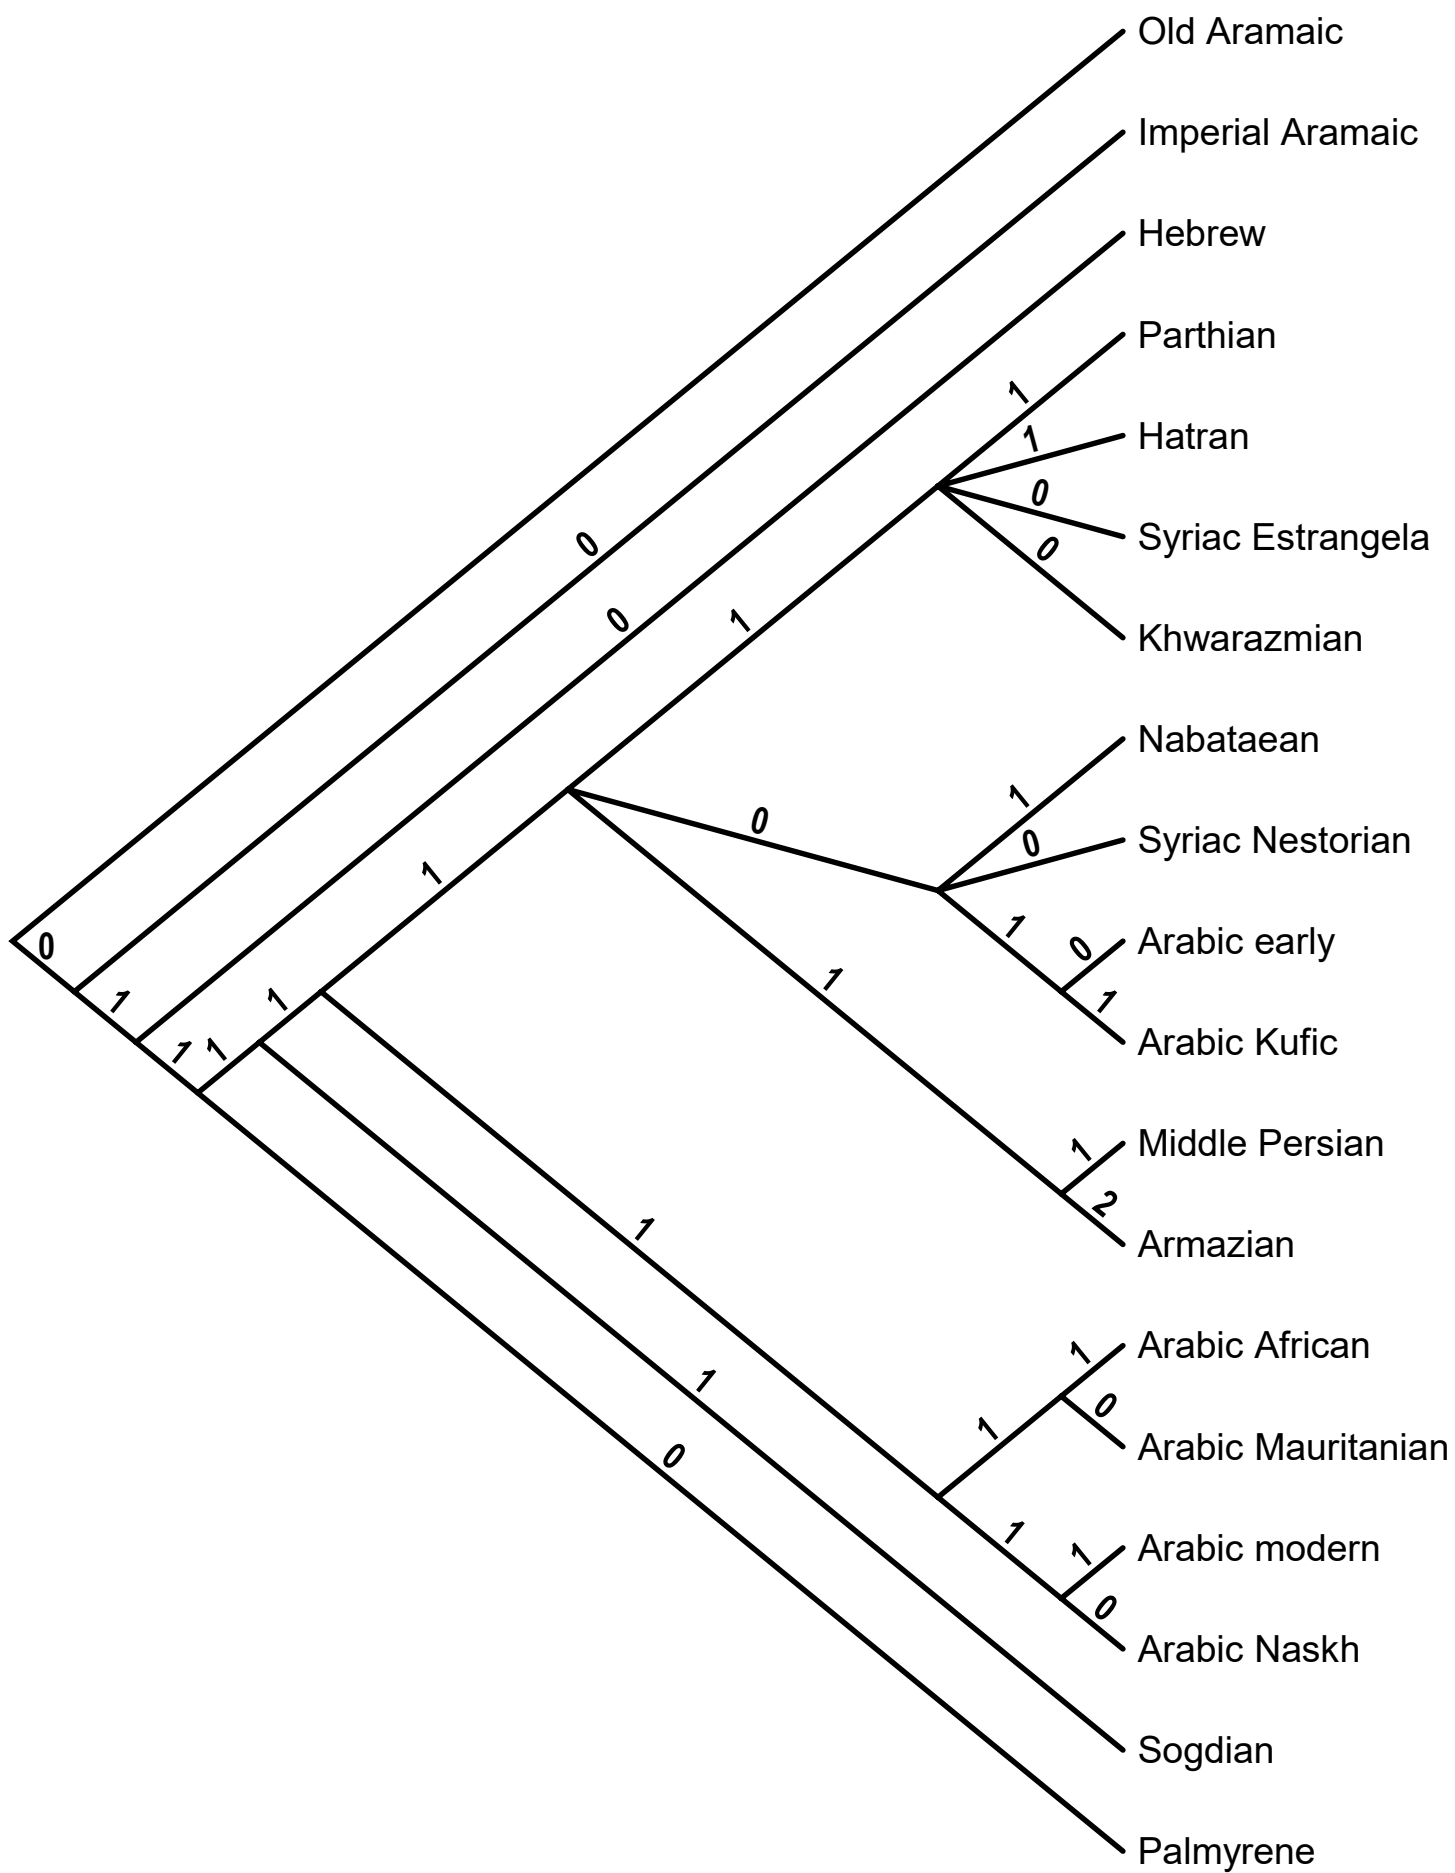 Old Aramaic
Imperial Aramaic
Hebrew
Parthian
1
Hatran
1
0
Syriac Estrangela
0
0
0
1
Khwarazmian
Nabataean
1
0
Syriac Nestorian
0
1
1
0
Arabic early
0
1
1
1
1
1
1
Arabic Kufic
1
Middle Persian
1
2
Armazian
1
Arabic African
1
1
0
1
Arabic Mauritanian
0
1
1
Arabic modern
0
Arabic Naskh
Sogdian
Palmyrene